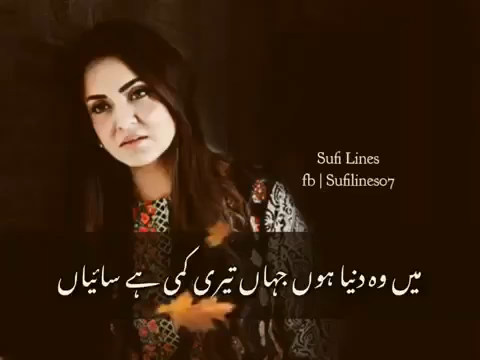 Sufi Lines
fb | Sufilines07
میں وہ دنیا ہوں جہاں تیری کمی ہے سائیاں